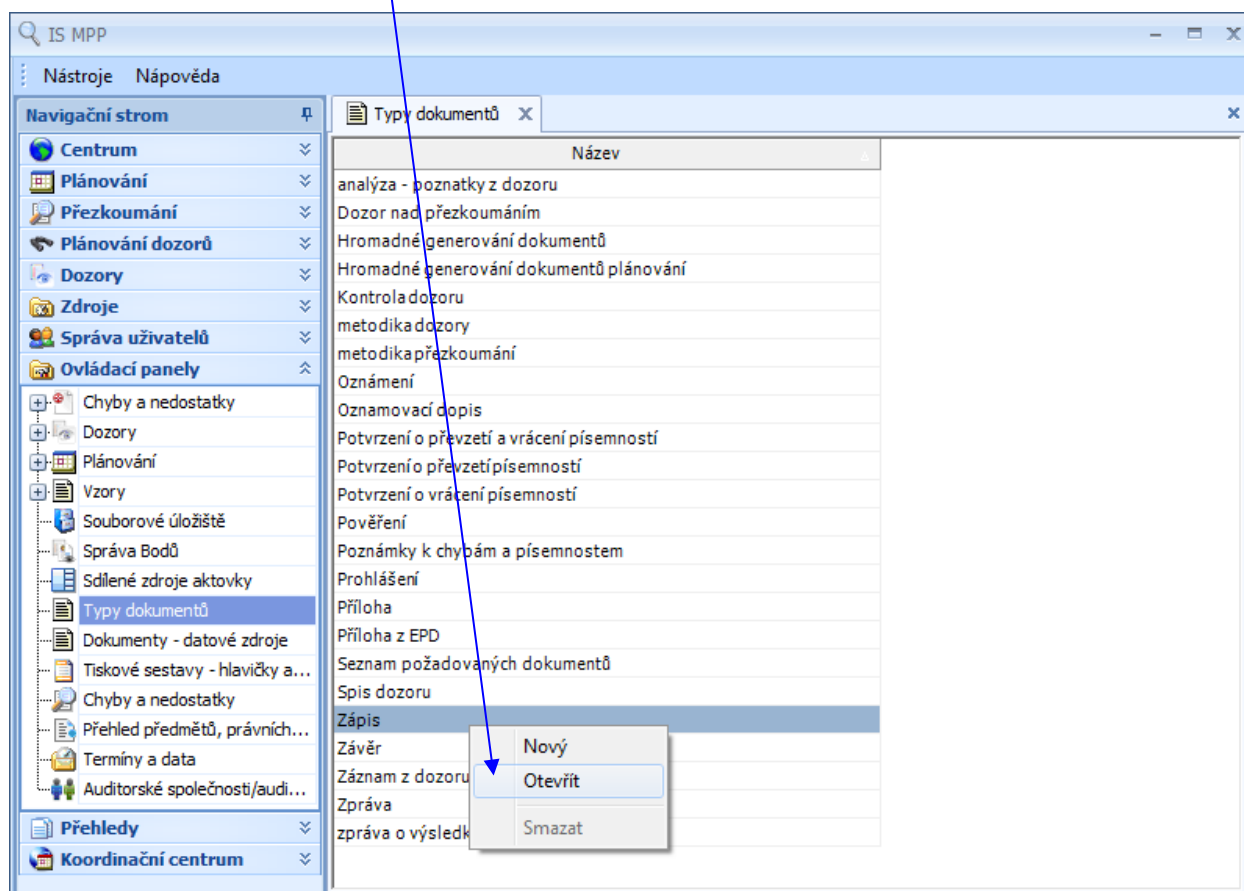 IS MPP
Nástroje Nápověda
Navigační strom
Centrum
Plánování
Přezkoumání
Plánování dozorů
Dozory
Zdroje
Správa uživatelů
Ovládací panely
Chyby a nedostatky
Dozory
Plánování
Vzory
Souborové úložiště
Správa Bodů
Sdílené zdroje aktovky
Typy dokumentů
Dokumenty - datové zdroje
Tiskové sestavy - hlavičky a...
Chyby a nedostatky
Přehled předmětů, právních...
Termíny a data
Auditorské společnosti/audi...
Přehledy
Koordinační centrum
Typy dokumentů
Název
analýza - poznatky z dozoru
Dozor nad přezkoumáním
Hromadné generování dokumentů
Hromadné generování dokumentů plánování
Kontrola dozoru
metodika dozory
metodika přezkoumání
Oznámení
Oznamovací dopis
Potvrzení o převzetí a vrácení písemností
Potvrzení o převzetí písemností
Potvrzení o vrácení písemností
Pověření
Poznámky k chybám a písemnostem
Prohlášení
Příloha
Příloha z EPD
Seznam požadovaných dokumentů
Spis dozoru
Zápis
Závěr
Záznam z dozoru
Zpráva
zpráva o výsledk
Nový
Otevřít
Smazat